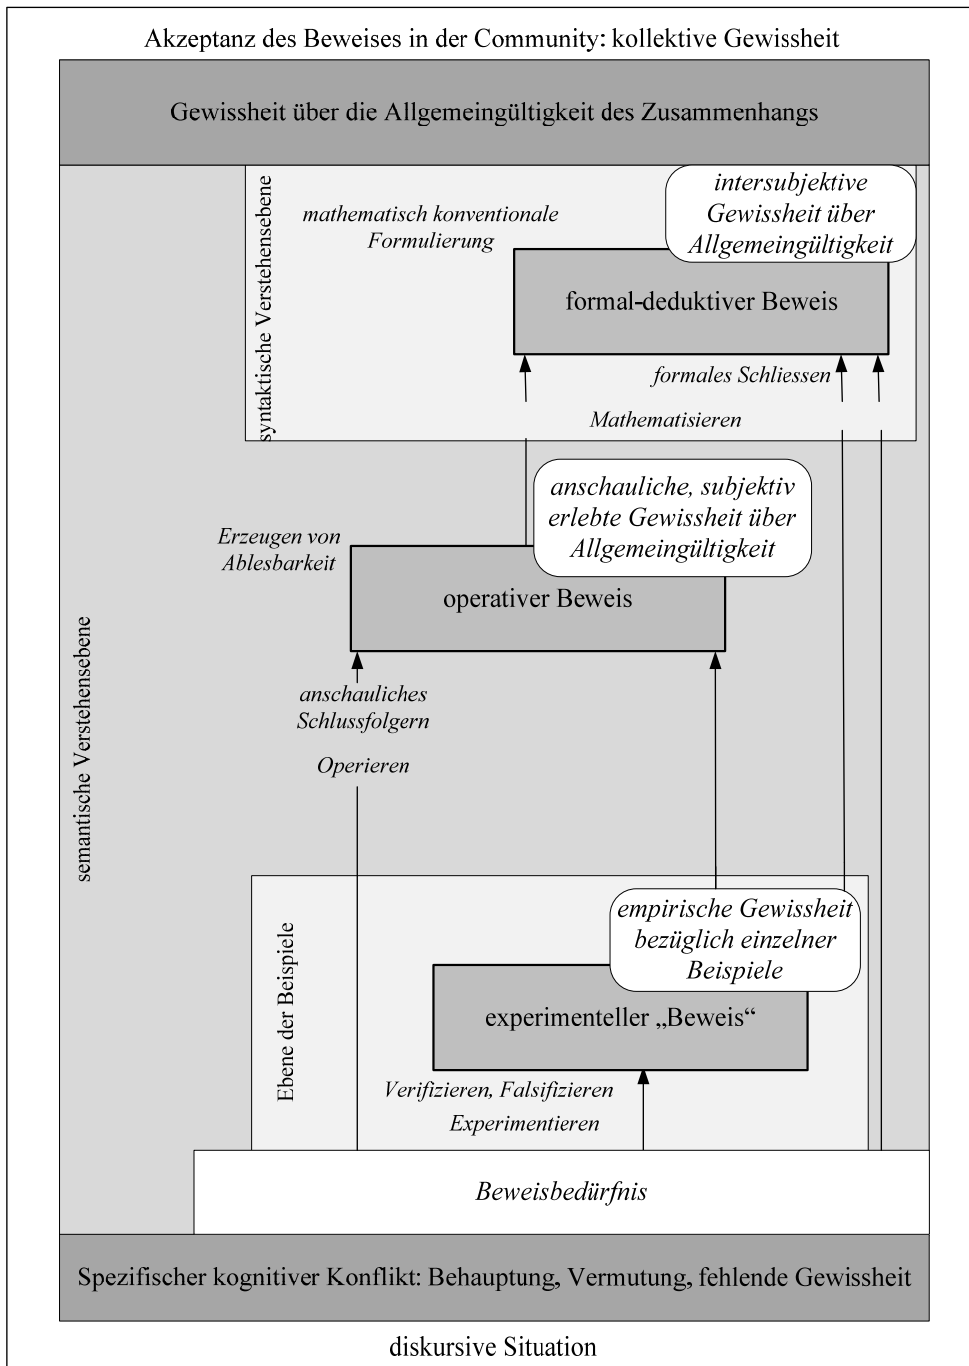 Akzeptanz des Beweises in der Community: kollektive Gewissheit
Gewissheit über die Allgemeingültigkeit des Zusammenhangs
syntaktische Verstehensebene
mathematisch konventionale
Formulierung
intersubjektive
Gewissheit über
Allgemeingültigkeit
formal-deduktiver Beweis
formales Schliessen
Mathematisieren
semantische Verstehensebene
Erzeugen von
Ablesbarkeit
anschauliche, subjektiv
erlebte Gewissheit über
Allgemeingültigkeit
operativer Beweis
anschauliches
Schlussfolgern
Operieren
Ebene der Beispiele
empirische Gewissheit
bezüglich einzelner
Beispiele
experimenteller „Beweis“
Verifizieren, Falsifizieren
Experimentieren
Beweisbedürfnis
Spezifischer kognitiver Konflikt: Behauptung, Vermutung, fehlende Gewissheit
diskursive Situation